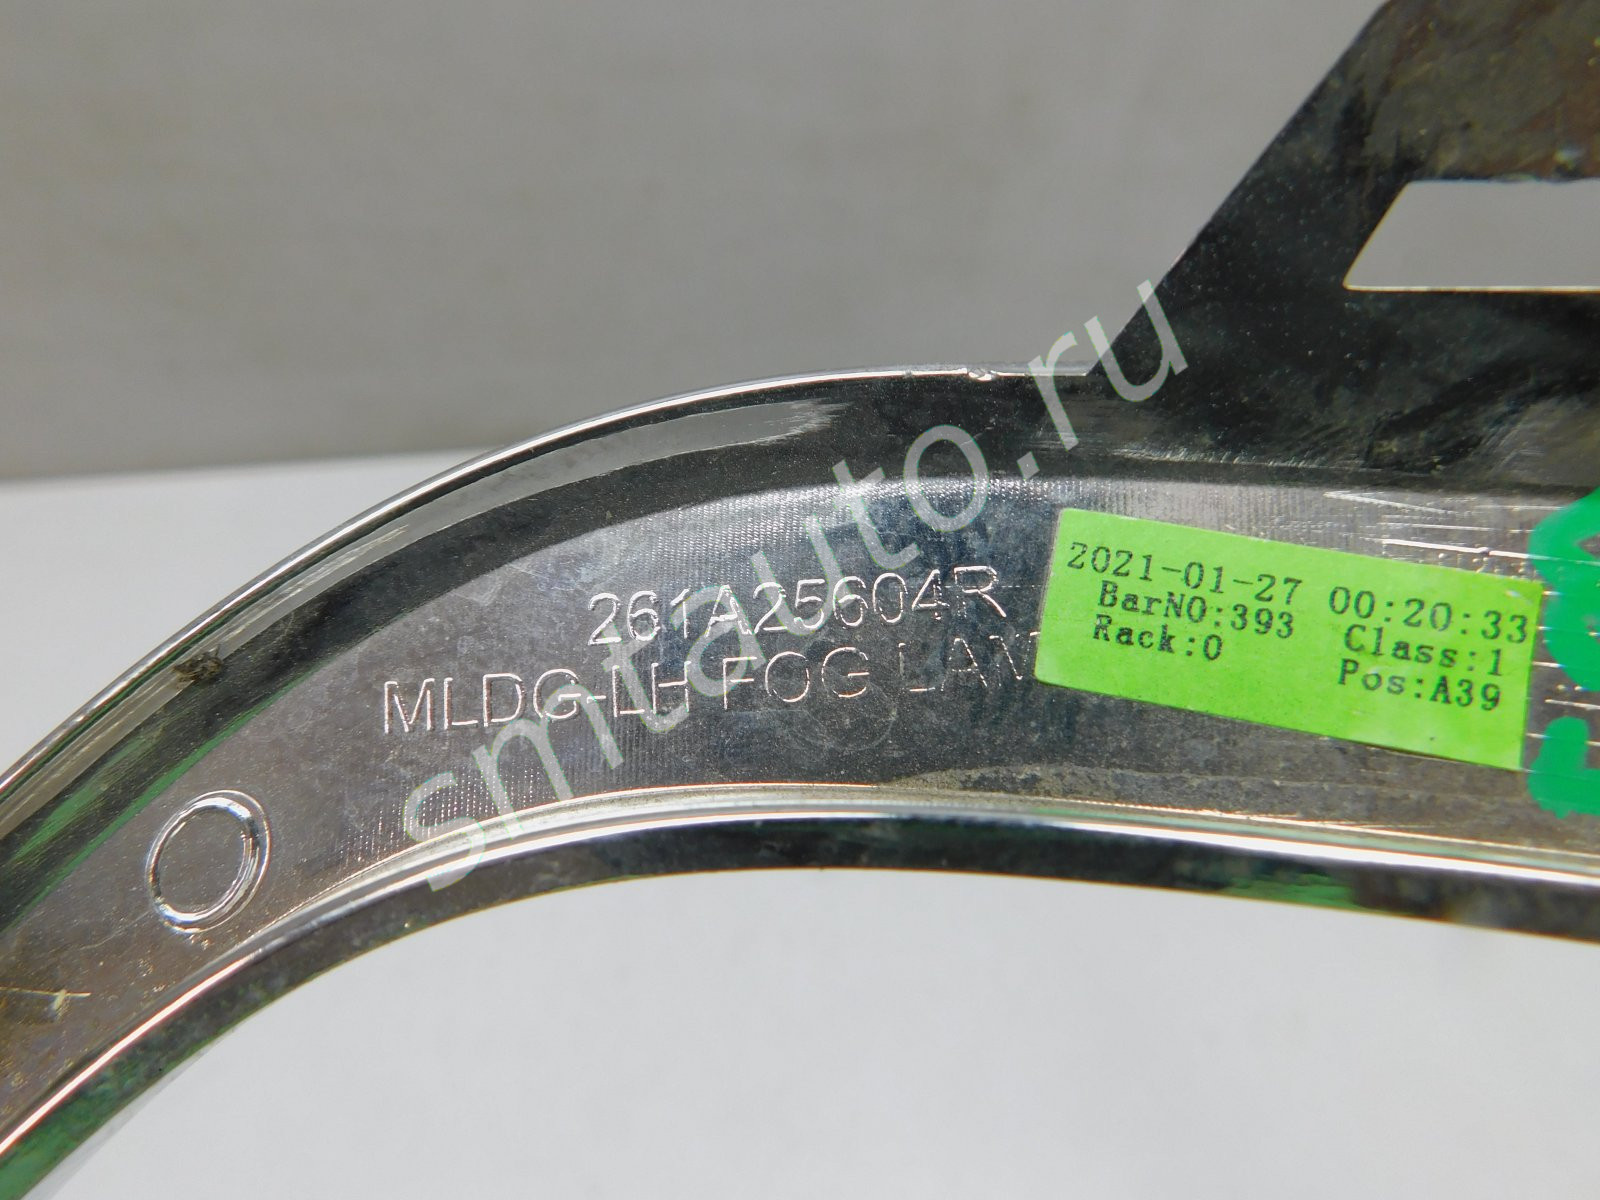 261A25604R
MLDG-LH FOG LAM
2021-01-27 00:20:33
BarNO:393 Class:1
Rack:0 Pos:A39
smtauto.ru